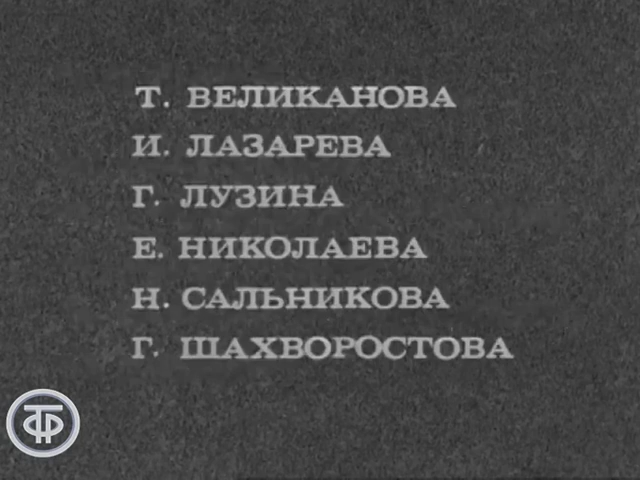 Т. ВЕЛИКАНОВА
И. ЛАЗАРЕВА
Г. ЛУЗИНА
Е. НИКОЛАЕВА
Н. САЛЬНИКОВА
Г. ШАХВОРОСТОВА